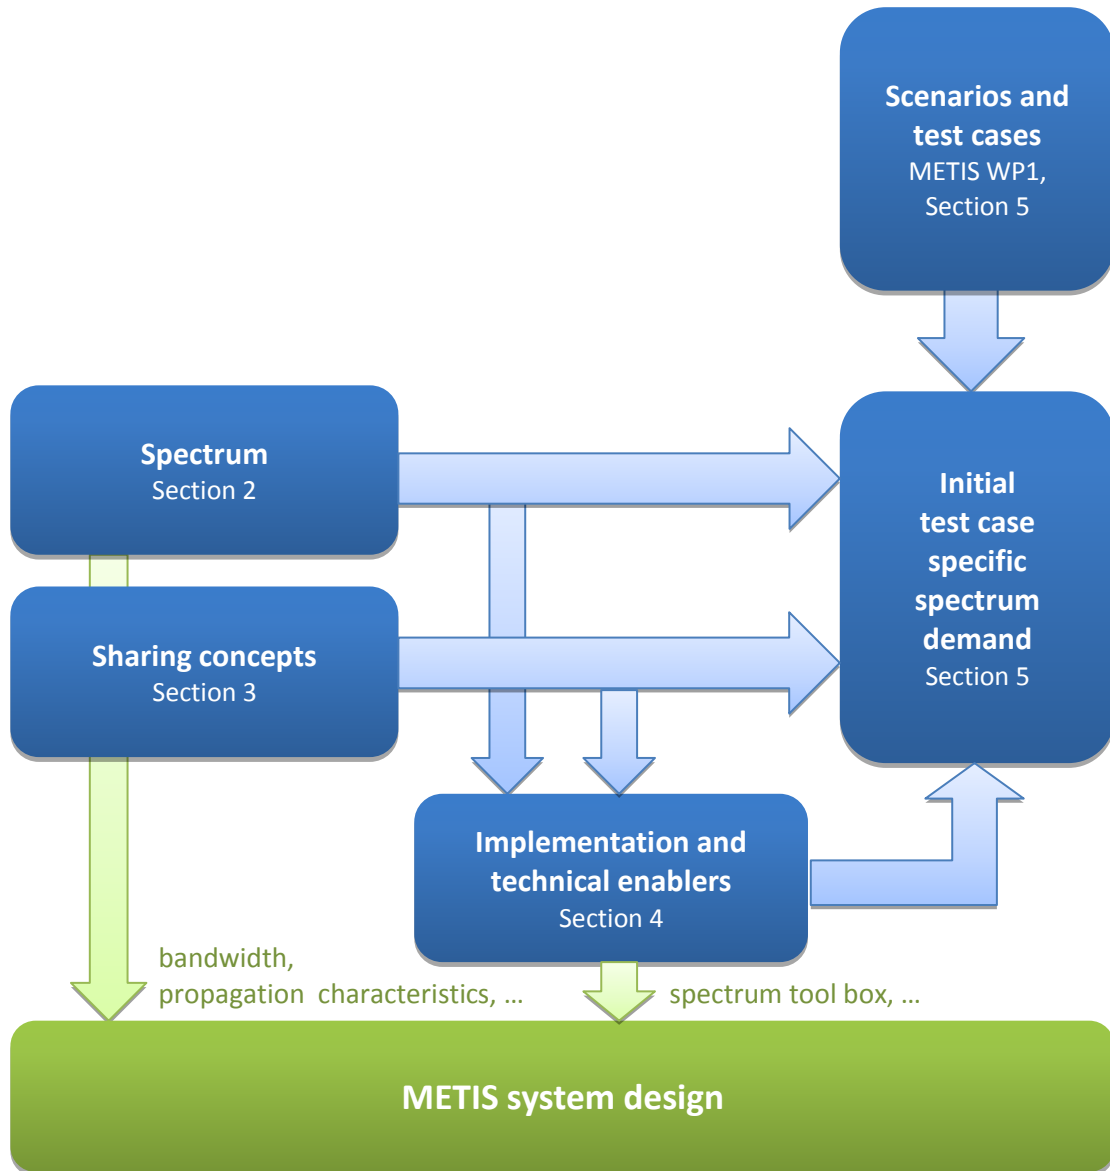 Scenarios and
test cases
METIS WP1,
Section 5
Spectrum
Section 2
Initial
test case
specific
spectrum
demand
Section 5
Sharing concepts
Section 3
Implementation and
technical enablers
Section 4
bandwidth,
propagation characteristics, …
spectrum tool box, …
METIS system design